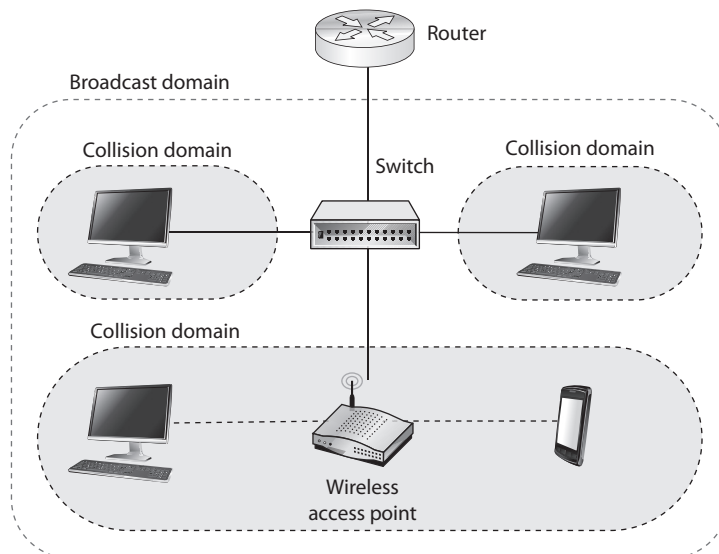 Router
Broadcast domain
Collision domain
Collision domain
Switch
Collision domain
Wireless
access point